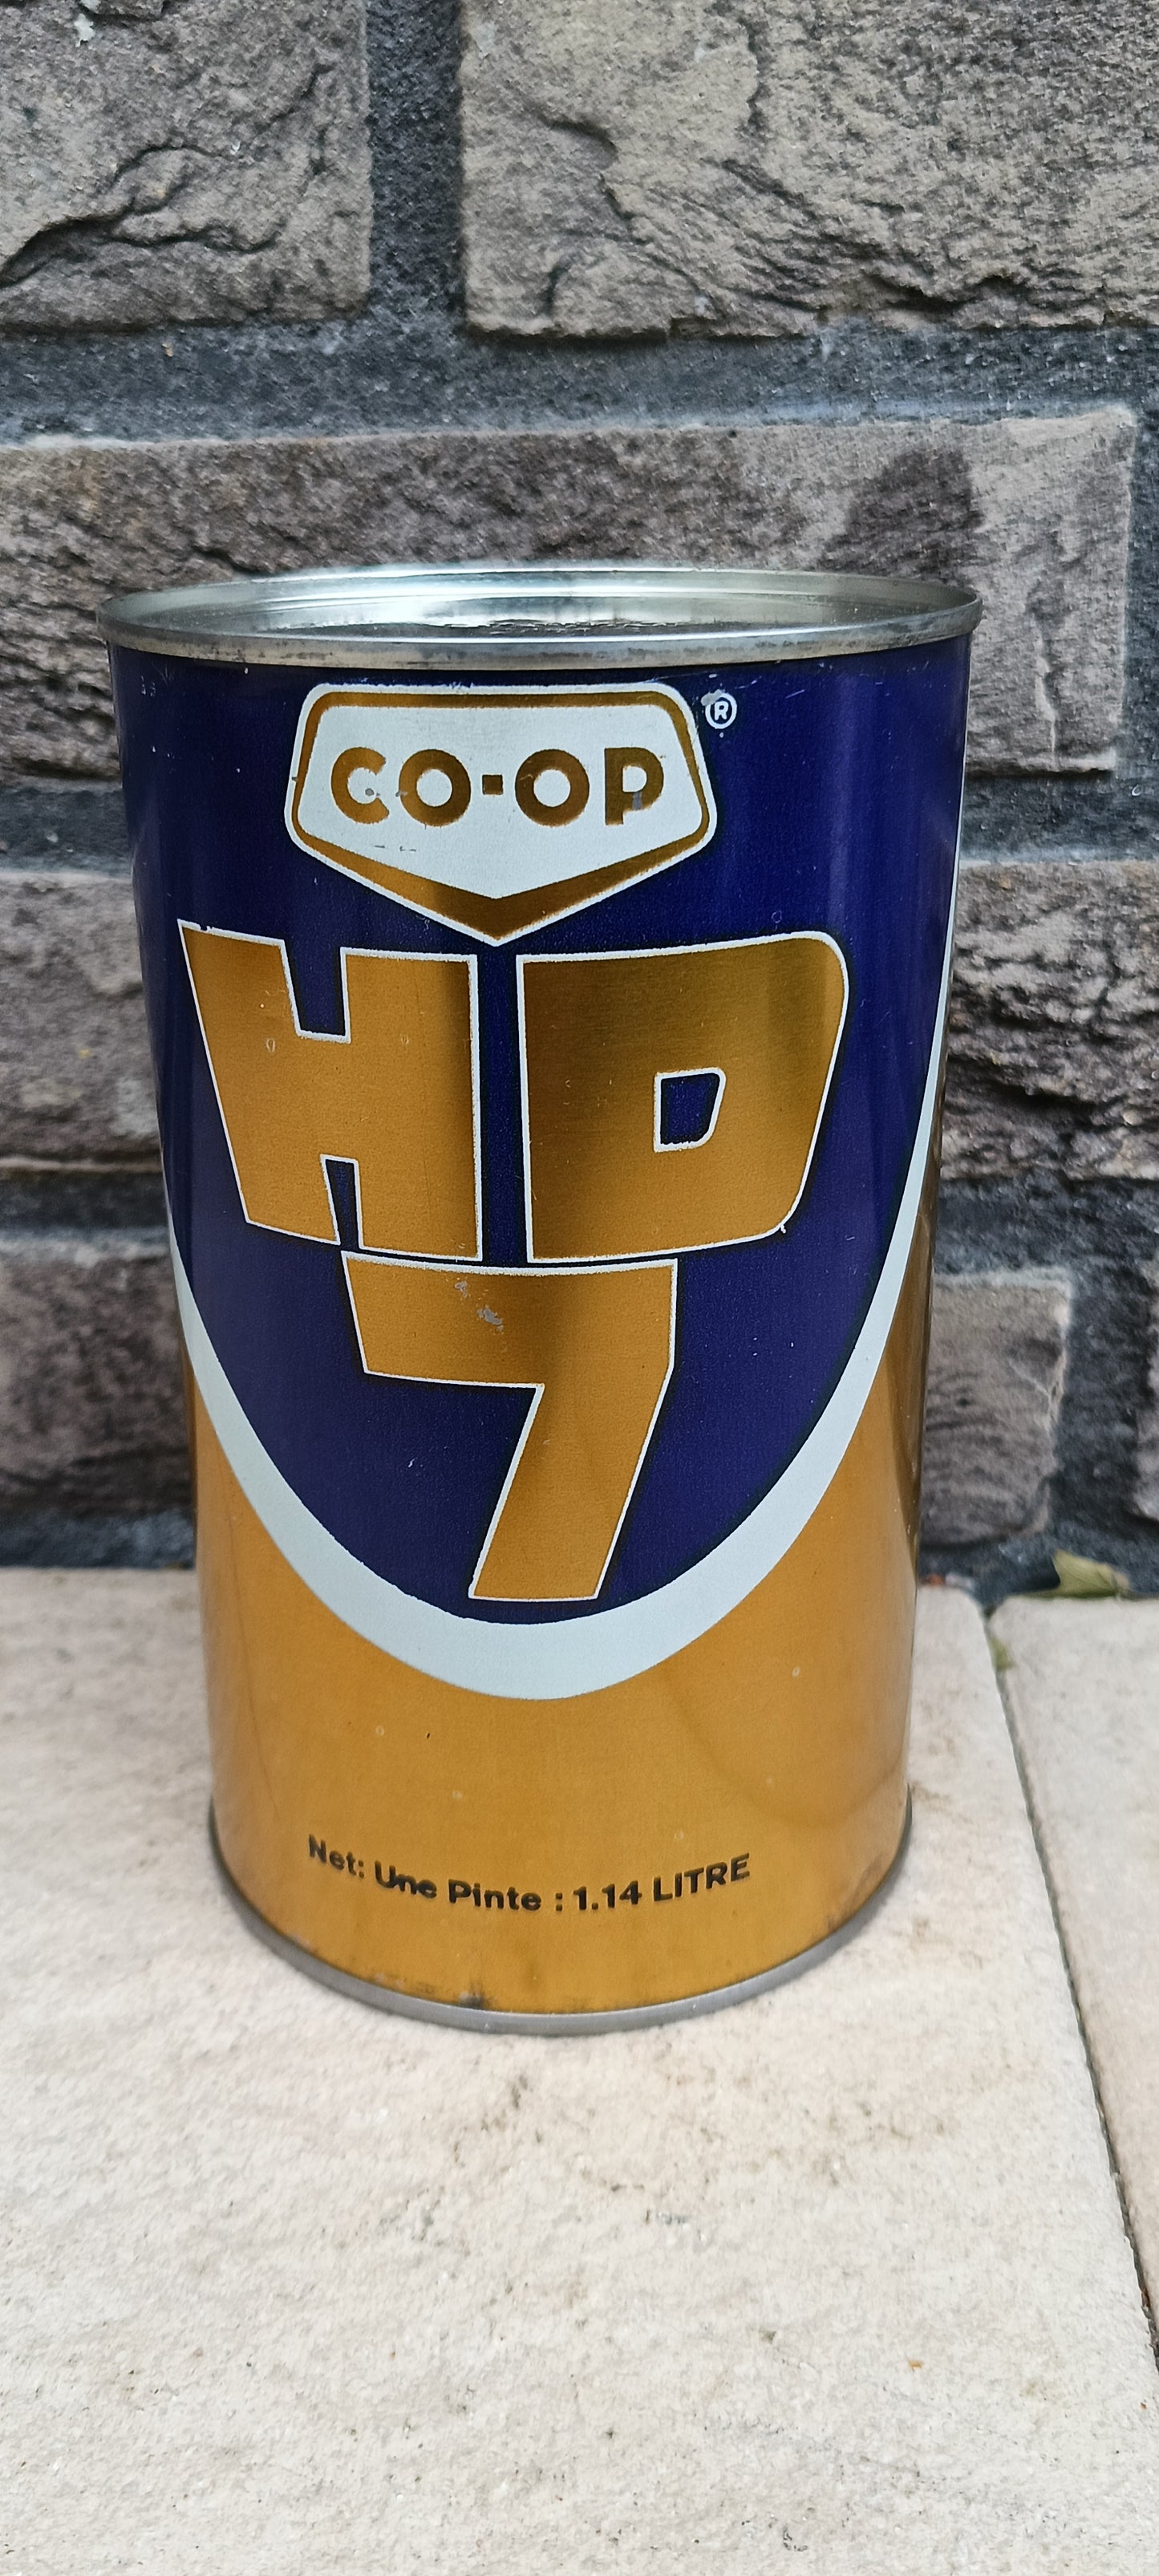 CO-OP ®
HD
7
Net: Une Pinte : 1.14 LITRE